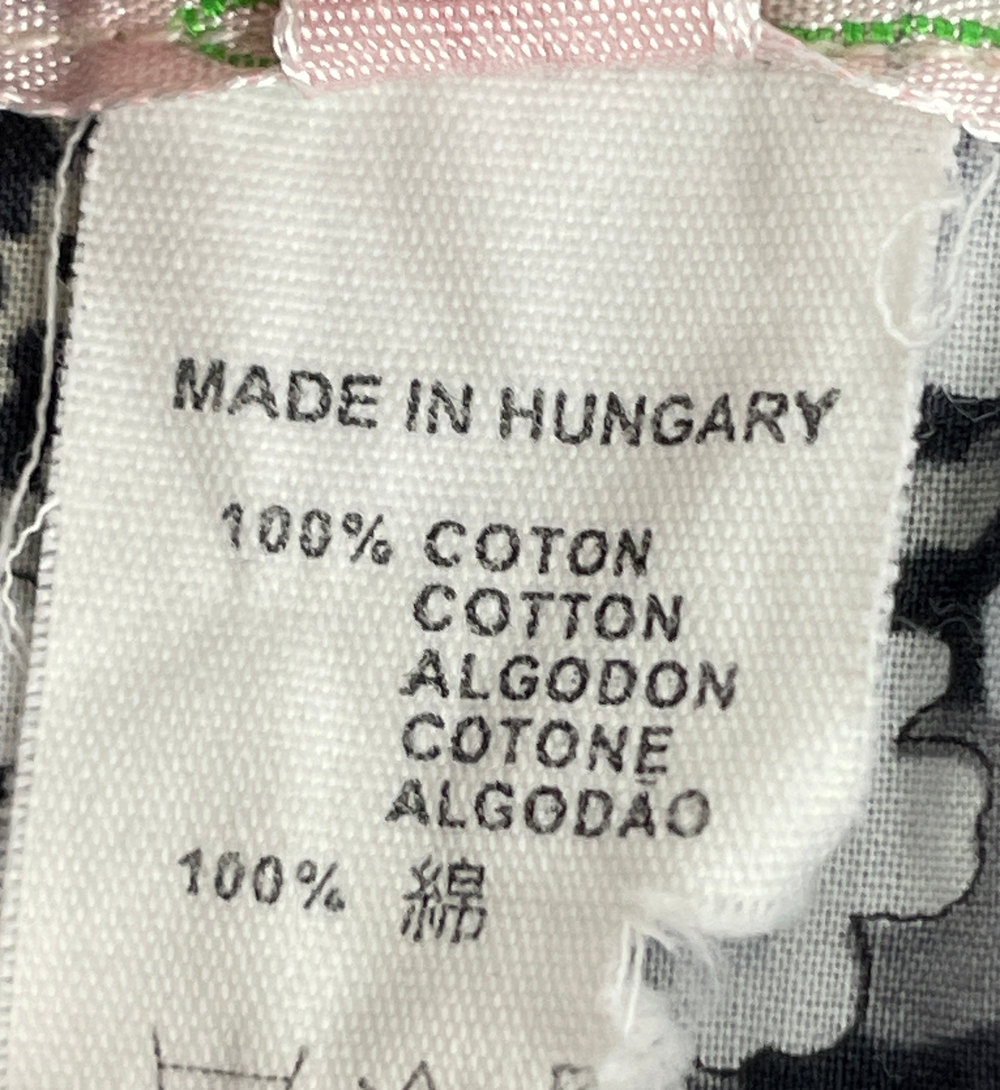 MADE IN HUNGARY
100% COTON
COTTON
ALGODON
COTONE
ALGODÃO
100% 綿